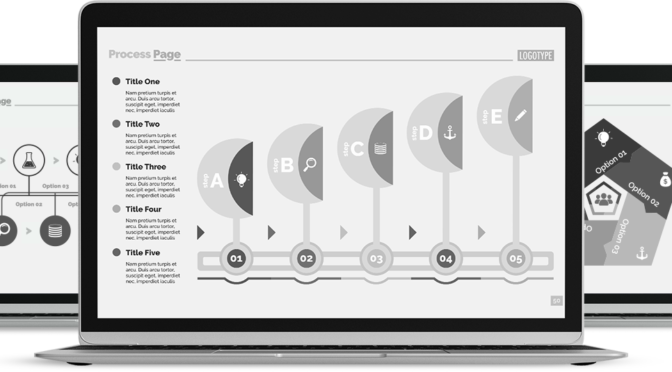 Process Page
LOGOTYPE
Title One
Nam pretium turpis et
arcu. Duis arcu tortor,
suscipit eget, imperdiet
nec, imperdiet iaculis
Title Two
Nam pretium turpis et
arcu. Duis arcu tortor,
suscipit eget, imperdiet
nec, imperdiet iaculis
Title Three
Nam pretium turpis et
arcu. Duis arcu tortor,
suscipit eget, imperdiet
nec, imperdiet iaculis
Title Four
Nam pretium turpis et
arcu. Duis arcu tortor,
suscipit eget, imperdiet
nec, imperdiet iaculis
Title Five
Nam pretium turpis et
arcu. Duis arcu tortor,
suscipit eget, imperdiet
nec, imperdiet iaculis
step A
step B
step C
step D
step E
01
02
03
04
05
Option 03
Option 02
Option 01
Option 02
Option 03